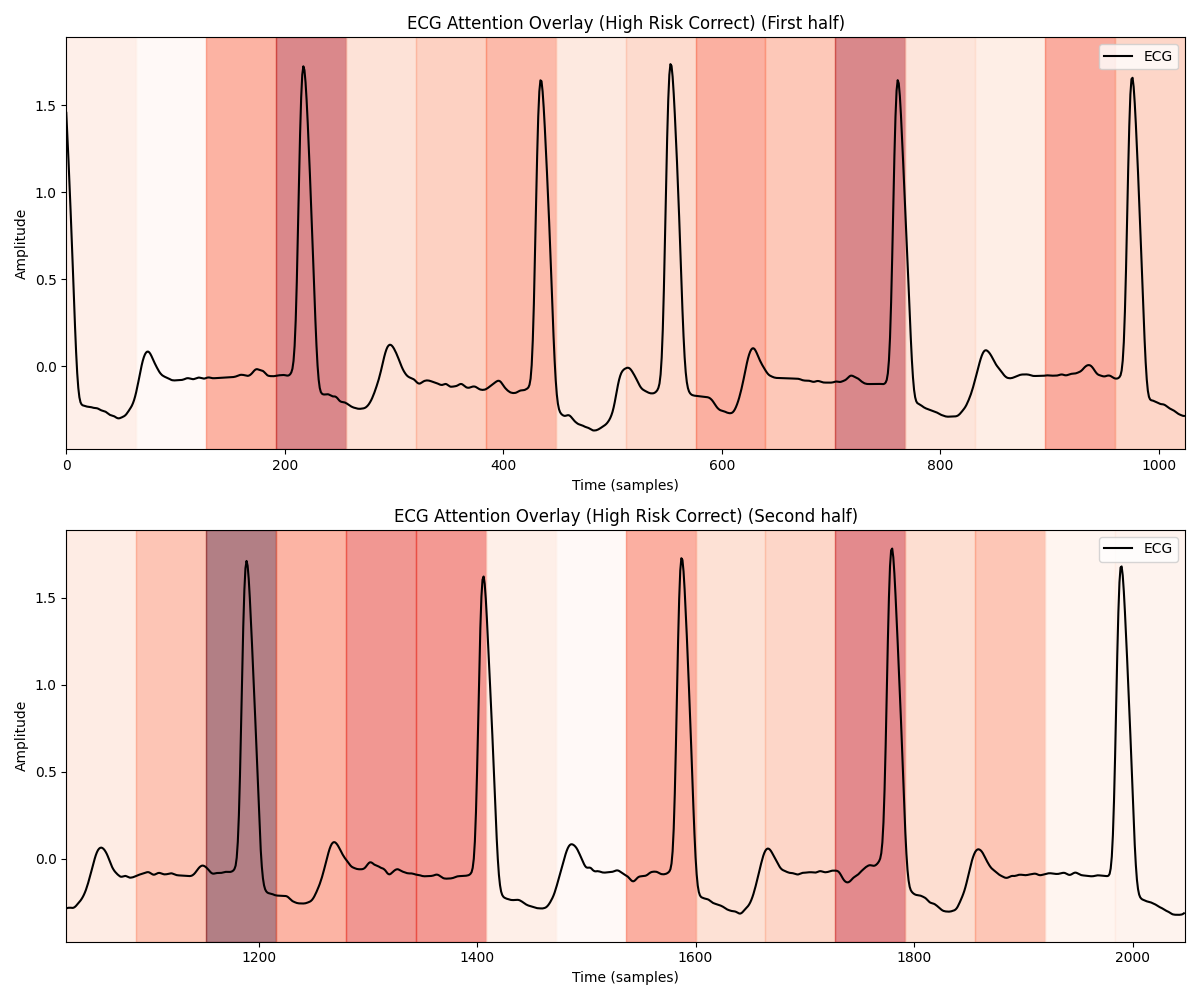 ECG Attention Overlay (High Risk Correct) (First half)
ECG
Amplitude
1.5
1.0
0.5
0.0
0 200 400 600 800 1000
Time (samples)
ECG Attention Overlay (High Risk Correct) (Second half)
ECG
Amplitude
1.5
1.0
0.5
0.0
1200 1400 1600 1800 2000
Time (samples)